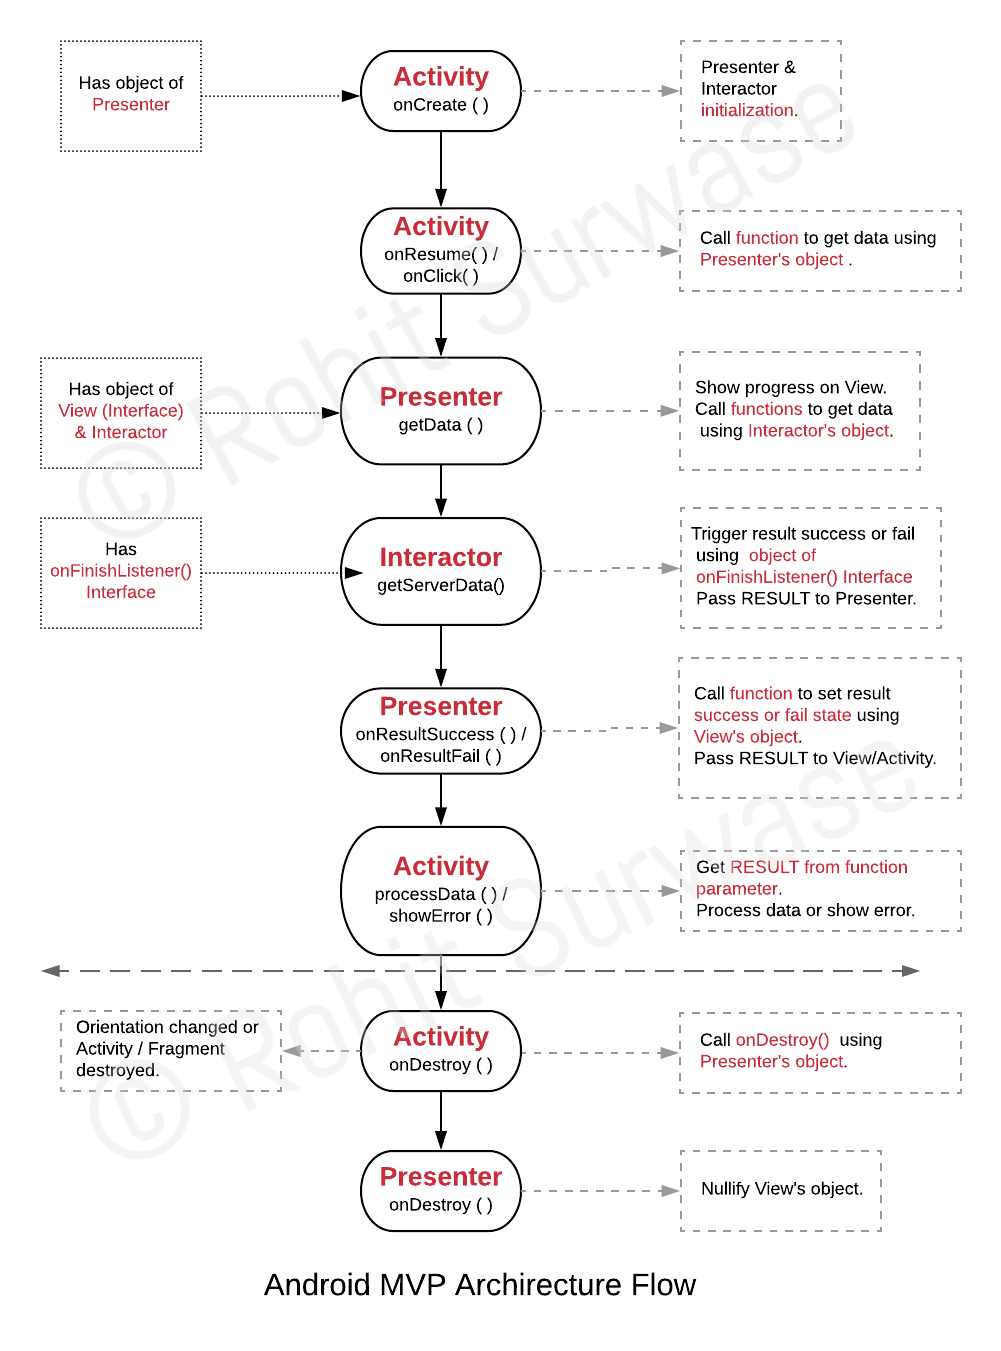 Has object of
Presenter
Activity
onCreate ( )
Presenter &
Interactor
initialization.
Activity
onResume( ) /
onClick( )
Call function to get data using
Presenter's object .
Has object of
View (Interface)
& Interactor
Presenter
getData ( )
Show progress on View.
Call functions to get data
using Interactor's object.
Has
onFinishListener()
Interface
Interactor
getServerData()
Trigger result success or fail
using  object of
onFinishListener() Interface
Pass RESULT to Presenter.
Presenter
onResultSuccess ( ) /
onResultFail ( )
Call function to set result
success or fail state using
View's object.
Pass RESULT to View/Activity.
Activity
processData ( ) /
showError ( )
Get RESULT from function
parameter.
Process data or show error.
Orientation changed or
Activity / Fragment
destroyed.
Activity
onDestroy ( )
Call onDestroy()  using
Presenter's object.
Presenter
onDestroy ( )
Nullify View's object.
Android MVP Archirecture Flow
© Rohit Surwase
© Rohit Surwase